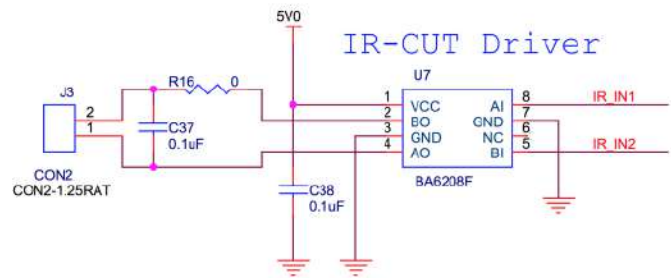 5V0
IR-CUT Driver
J3
R16 0
U7
2
1
C37
0.1uF
1 VCC AI 8 IR_IN1
2 BO GND 7
3 GND NC 6
4 AO BI 5 IR_IN2
CON2
CON2-1.25RAT
C38
0.1uF
BA6208F